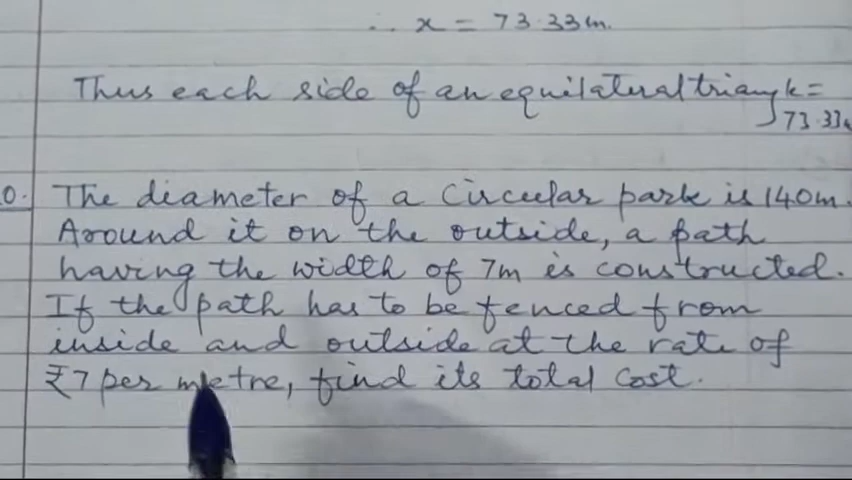 ∴ x = 73.33m.
Thus each side of an equilateral triangle =
73.33
0. The diameter of a circular park is 140m.
Around it on the outside, a path
having the width of 7m is constructed.
If the path has to be fenced from
inside and outside at the rate of
₹7 per metre, find its total cost.